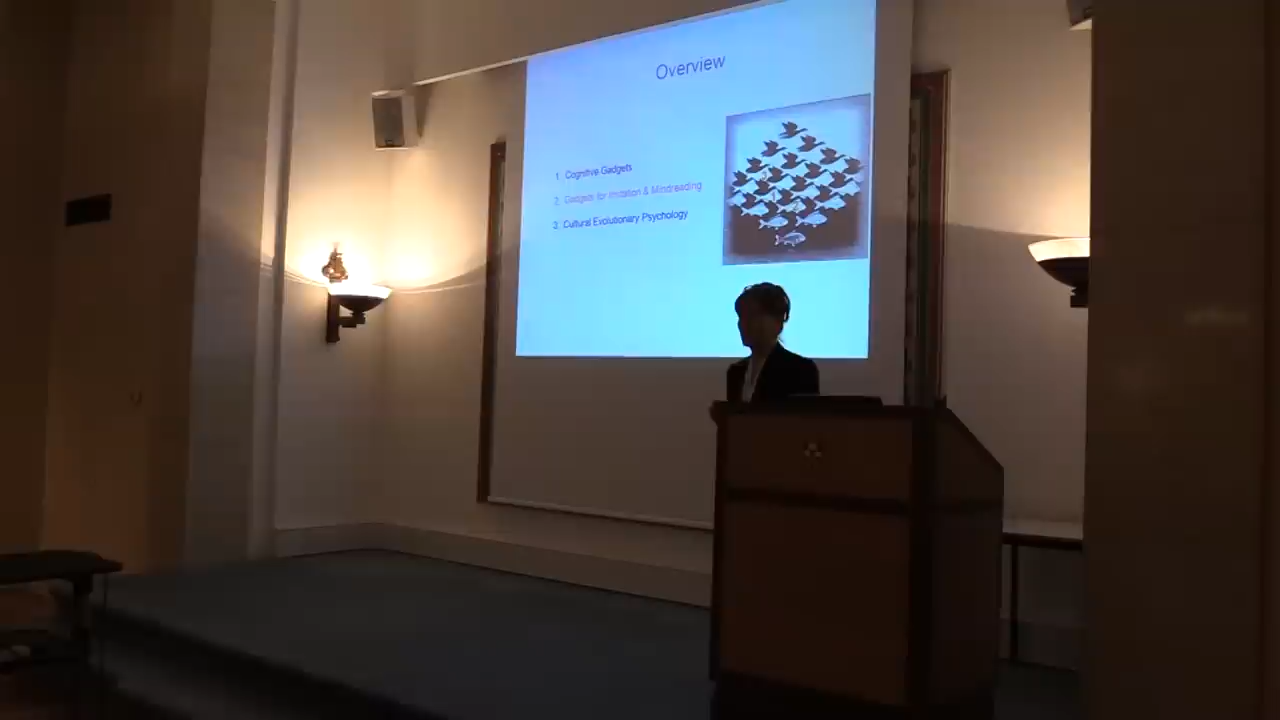 Overview
1. Cognitive Gadgets
2. Gadgets for Imitation & Mindreading
3. Cultural Evolutionary Psychology